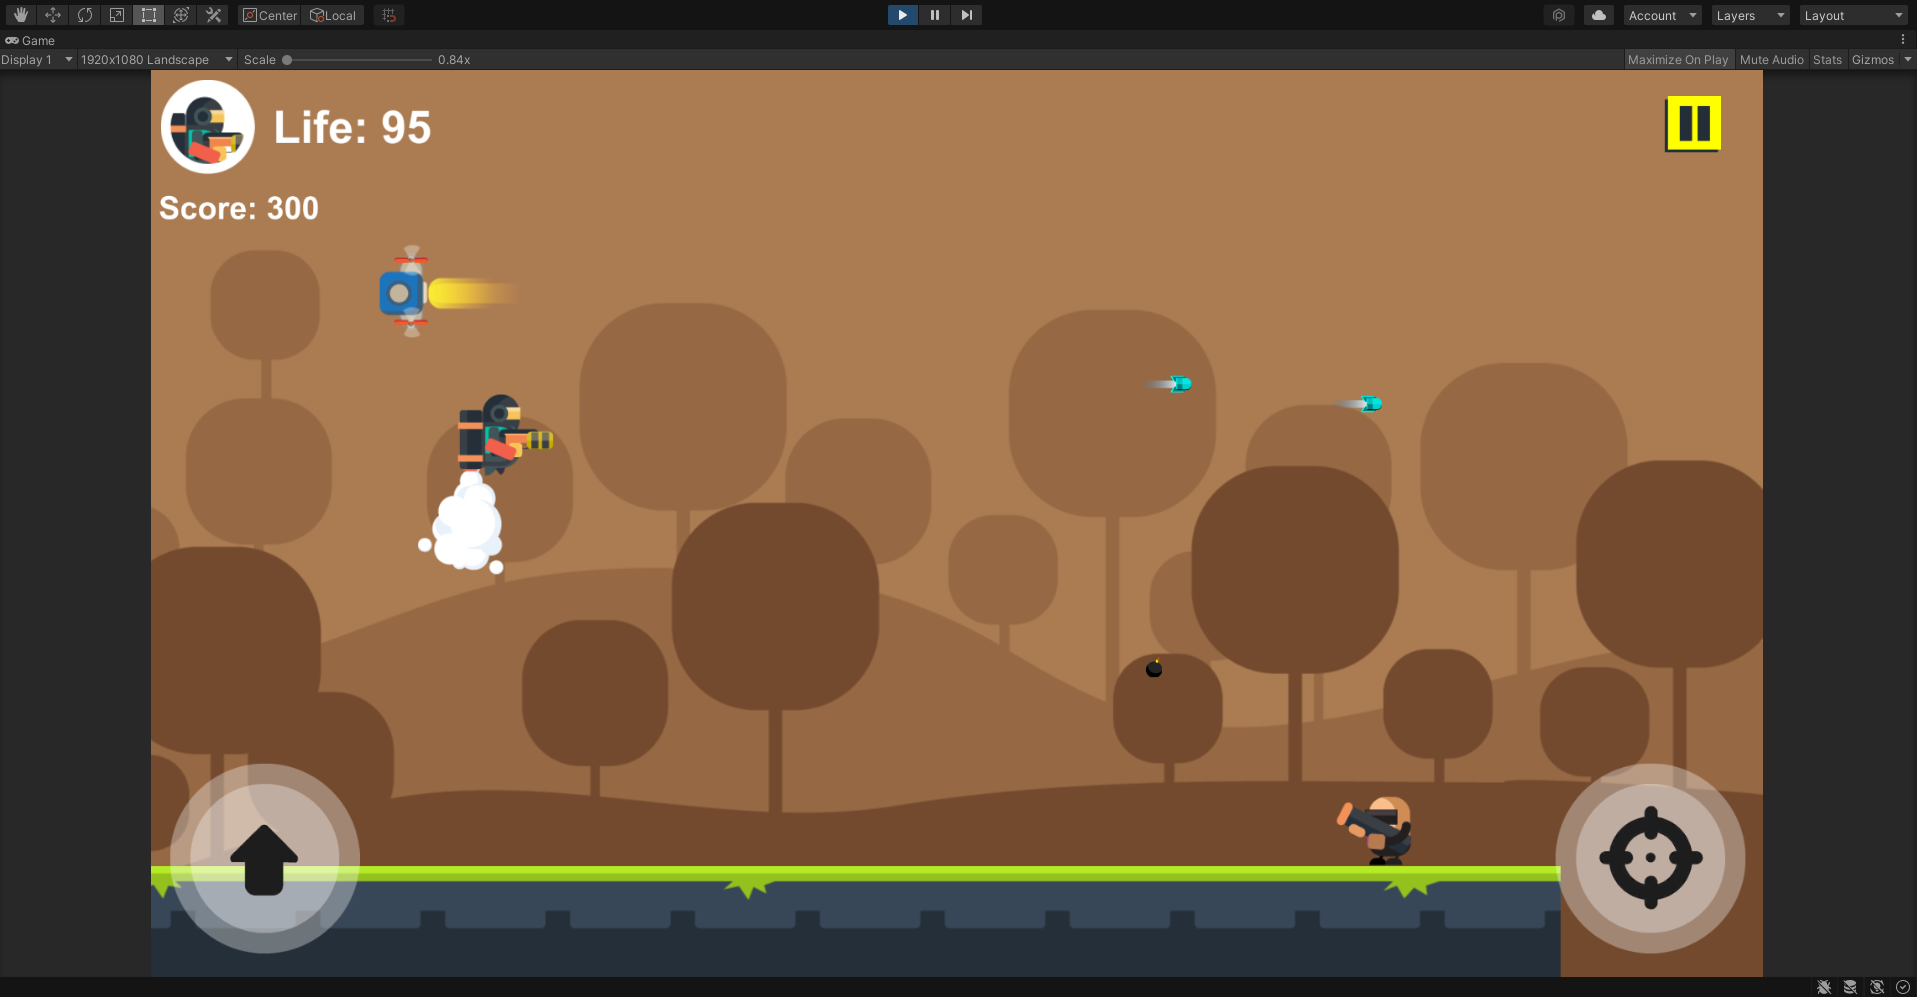 Center Local Account Layers Layout
Game
Display 1 1920x1080 Landscape Scale 0.84x Maximize On Play Mute Audio Stats Gizmos
Life: 95
Score: 300